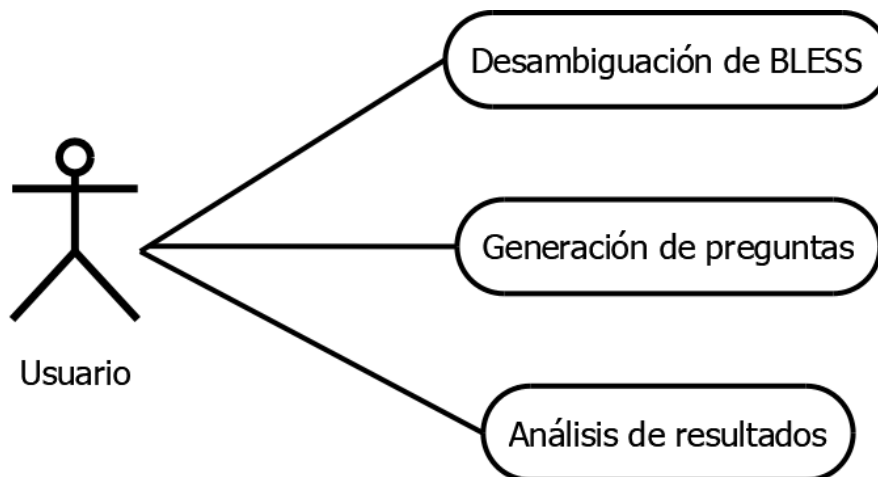 Desambiguación de BLESS
Generación de preguntas
Usuario
Análisis de resultados